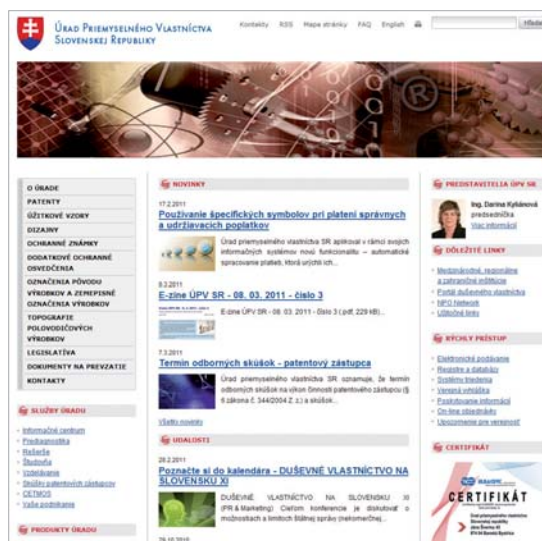 ÚRAD PRIEMYSELNÉHO VLASTNÍCTVA
SLOVENSKEJ REPUBLIKY
Kontakty RSS Mapa stránky FAQ English
NOVINKY
17.2.2011
Používanie špecifických symbolov pri platení správnych
a udržiavacích poplatkov
Úrad priemyselného vlastníctva SR aplikoval v rámci svojich
informačných systémov novú funkcionalitu – automatické
spracovanie platieb, ktorá urýchli ich...
8.3.2011
E-zine ÚPV SR - 08. 03. 2011 - číslo 3
E-zine ÚPV SR - 08. 03. 2011 - číslo 3 (.pdf, 229 kB)...
7.3.2011
Termín odborných skúšok - patentový zástupca
Úrad priemyselného vlastníctva SR oznamuje, že termín
odborných skúšok na výkon činnosti patentového zástupcu (§
6 zákona č. 344/2004 Z. z.) a skúšok...
Všetky novinky
UDALOSTI
28.2.2011
Poznačte si do kalendára - DUŠEVNÉ VLASTNÍCTVO NA
SLOVENSKU XI
DUŠEVNÉ VLASTNÍCTVO NA SLOVENSKU XI
(PR & Marketing) Cieľom konferencie je diskutovať o
možnostiach a limitoch štátnej správy (nekomerčnej...
O ÚRADE
PATENTY
ÚŽITKOVÉ VZORY
DIZAJNY
OCHRANNÉ ZNÁMKY
DODATKOVÉ OCHRANNÉ
OSVEDČENIA
OZNAČENIA PÔVODU
VÝROBKOV A ZEMEPISNÉ
OZNAČENIA VÝROBKOV
TOPOGRAFIE
POLOVODIČOVÝCH
VÝROBKOV
LEGISLATÍVA
DOKUMENTY NA PREVZATIE
KONTAKTY
SLUŽBY ÚRADU
Informačné centrum
Prediagnostika
Rešerše
Študovňa
Vzdelávanie
Skúšky patentových zástupcov
CETMOS
Vaše podnikanie
PRODUKTY ÚRADU
PREDSTAVITELIA ÚPV SR
Ing. Darina Kyliánová
predsedníčka
Viac informácií
DÔLEŽITÉ LINKY
Medzinárodné, regionálne
a zahraničné inštitúcie
Portál duševného vlastníctva
Užitočné linky
RÝCHLY PRÍSTUP
Elektronické podávanie
Registre a databázy
Systémy triedenia
Verejná vyhláška
Poskytovanie informácií
On-line objednávky
Upozornenie pre verejnosť
CERTIFIKÁT
CERTIFIKÁT